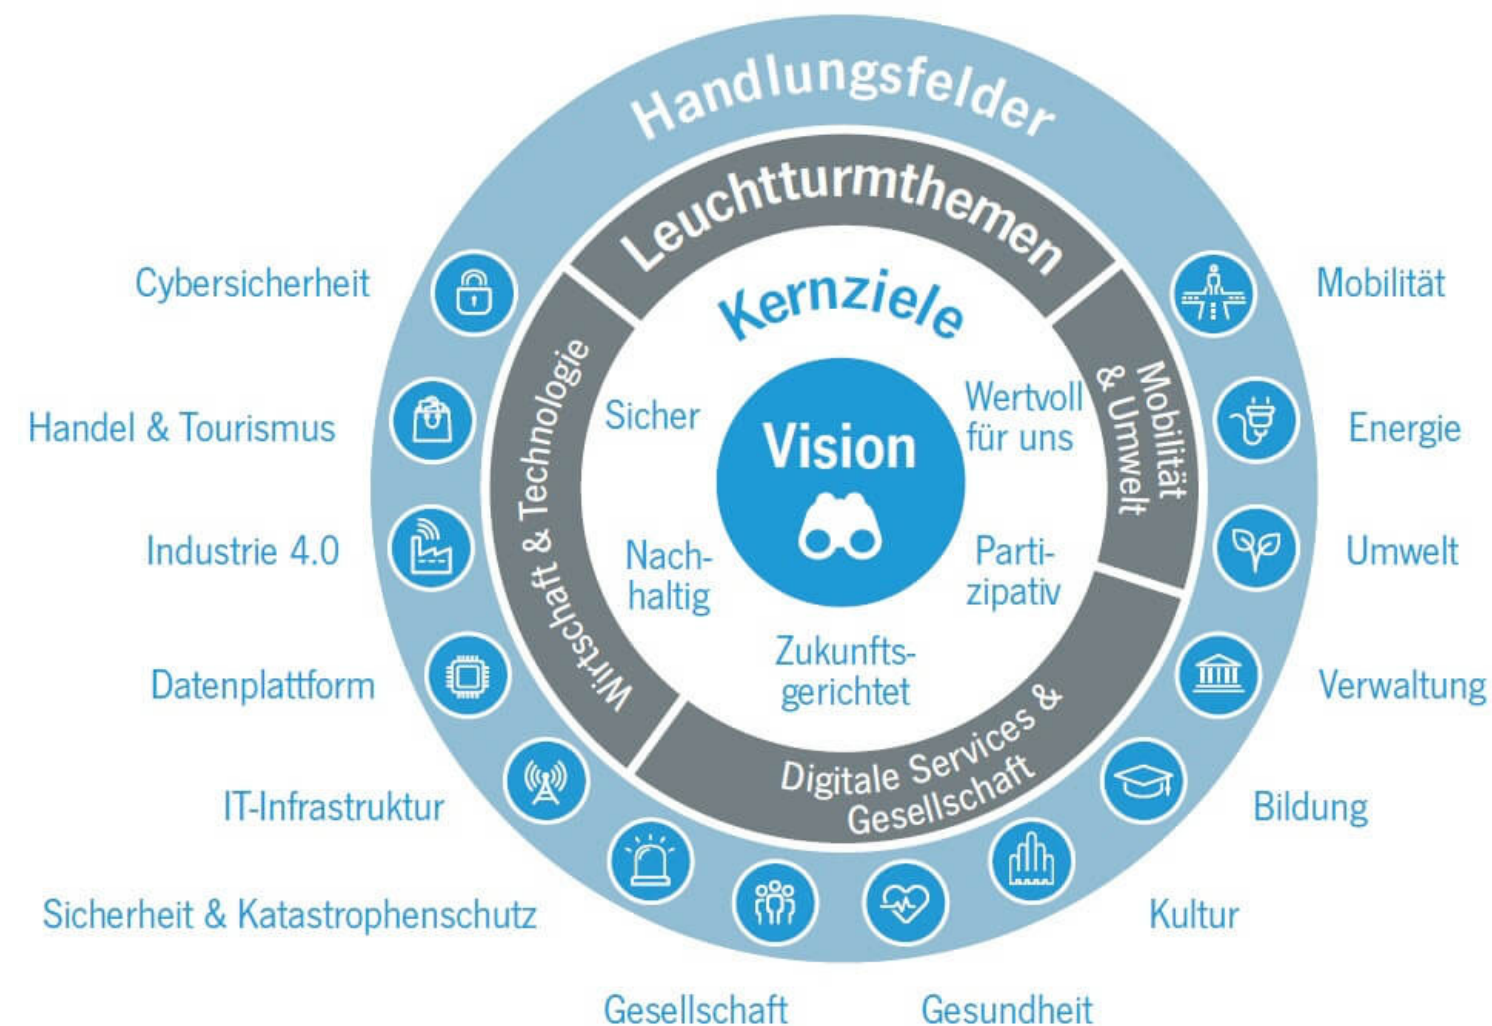 Handlungsfelder
Leuchtturmthemen
Kernziele
Vision
Wertvoll
für uns
Parti-
zipativ
Zukunfts-
gerichtet
Nach-
haltig
Sicher
Mobilität
& Umwelt
Digitale Services &
Gesellschaft
Wirtschaft & Technologie
Mobilität
Energie
Umwelt
Verwaltung
Bildung
Kultur
Gesundheit
Gesellschaft
Sicherheit & Katastrophenschutz
IT-Infrastruktur
Datenplattform
Industrie 4.0
Handel & Tourismus
Cybersicherheit